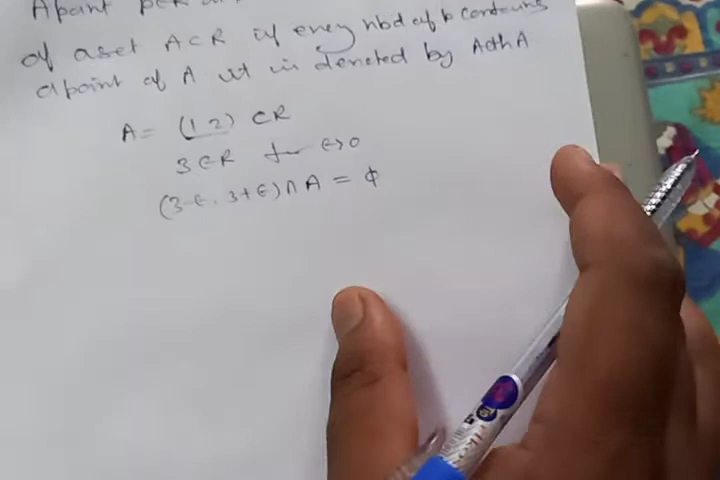 A point p∈R
of a set A⊂R if every nbd of p contains
a point of A it is denoted by Adh A
A = (1 2) ⊂R
3∈R for ∈>0
(3-∈, 3+∈)∩A = ϕ